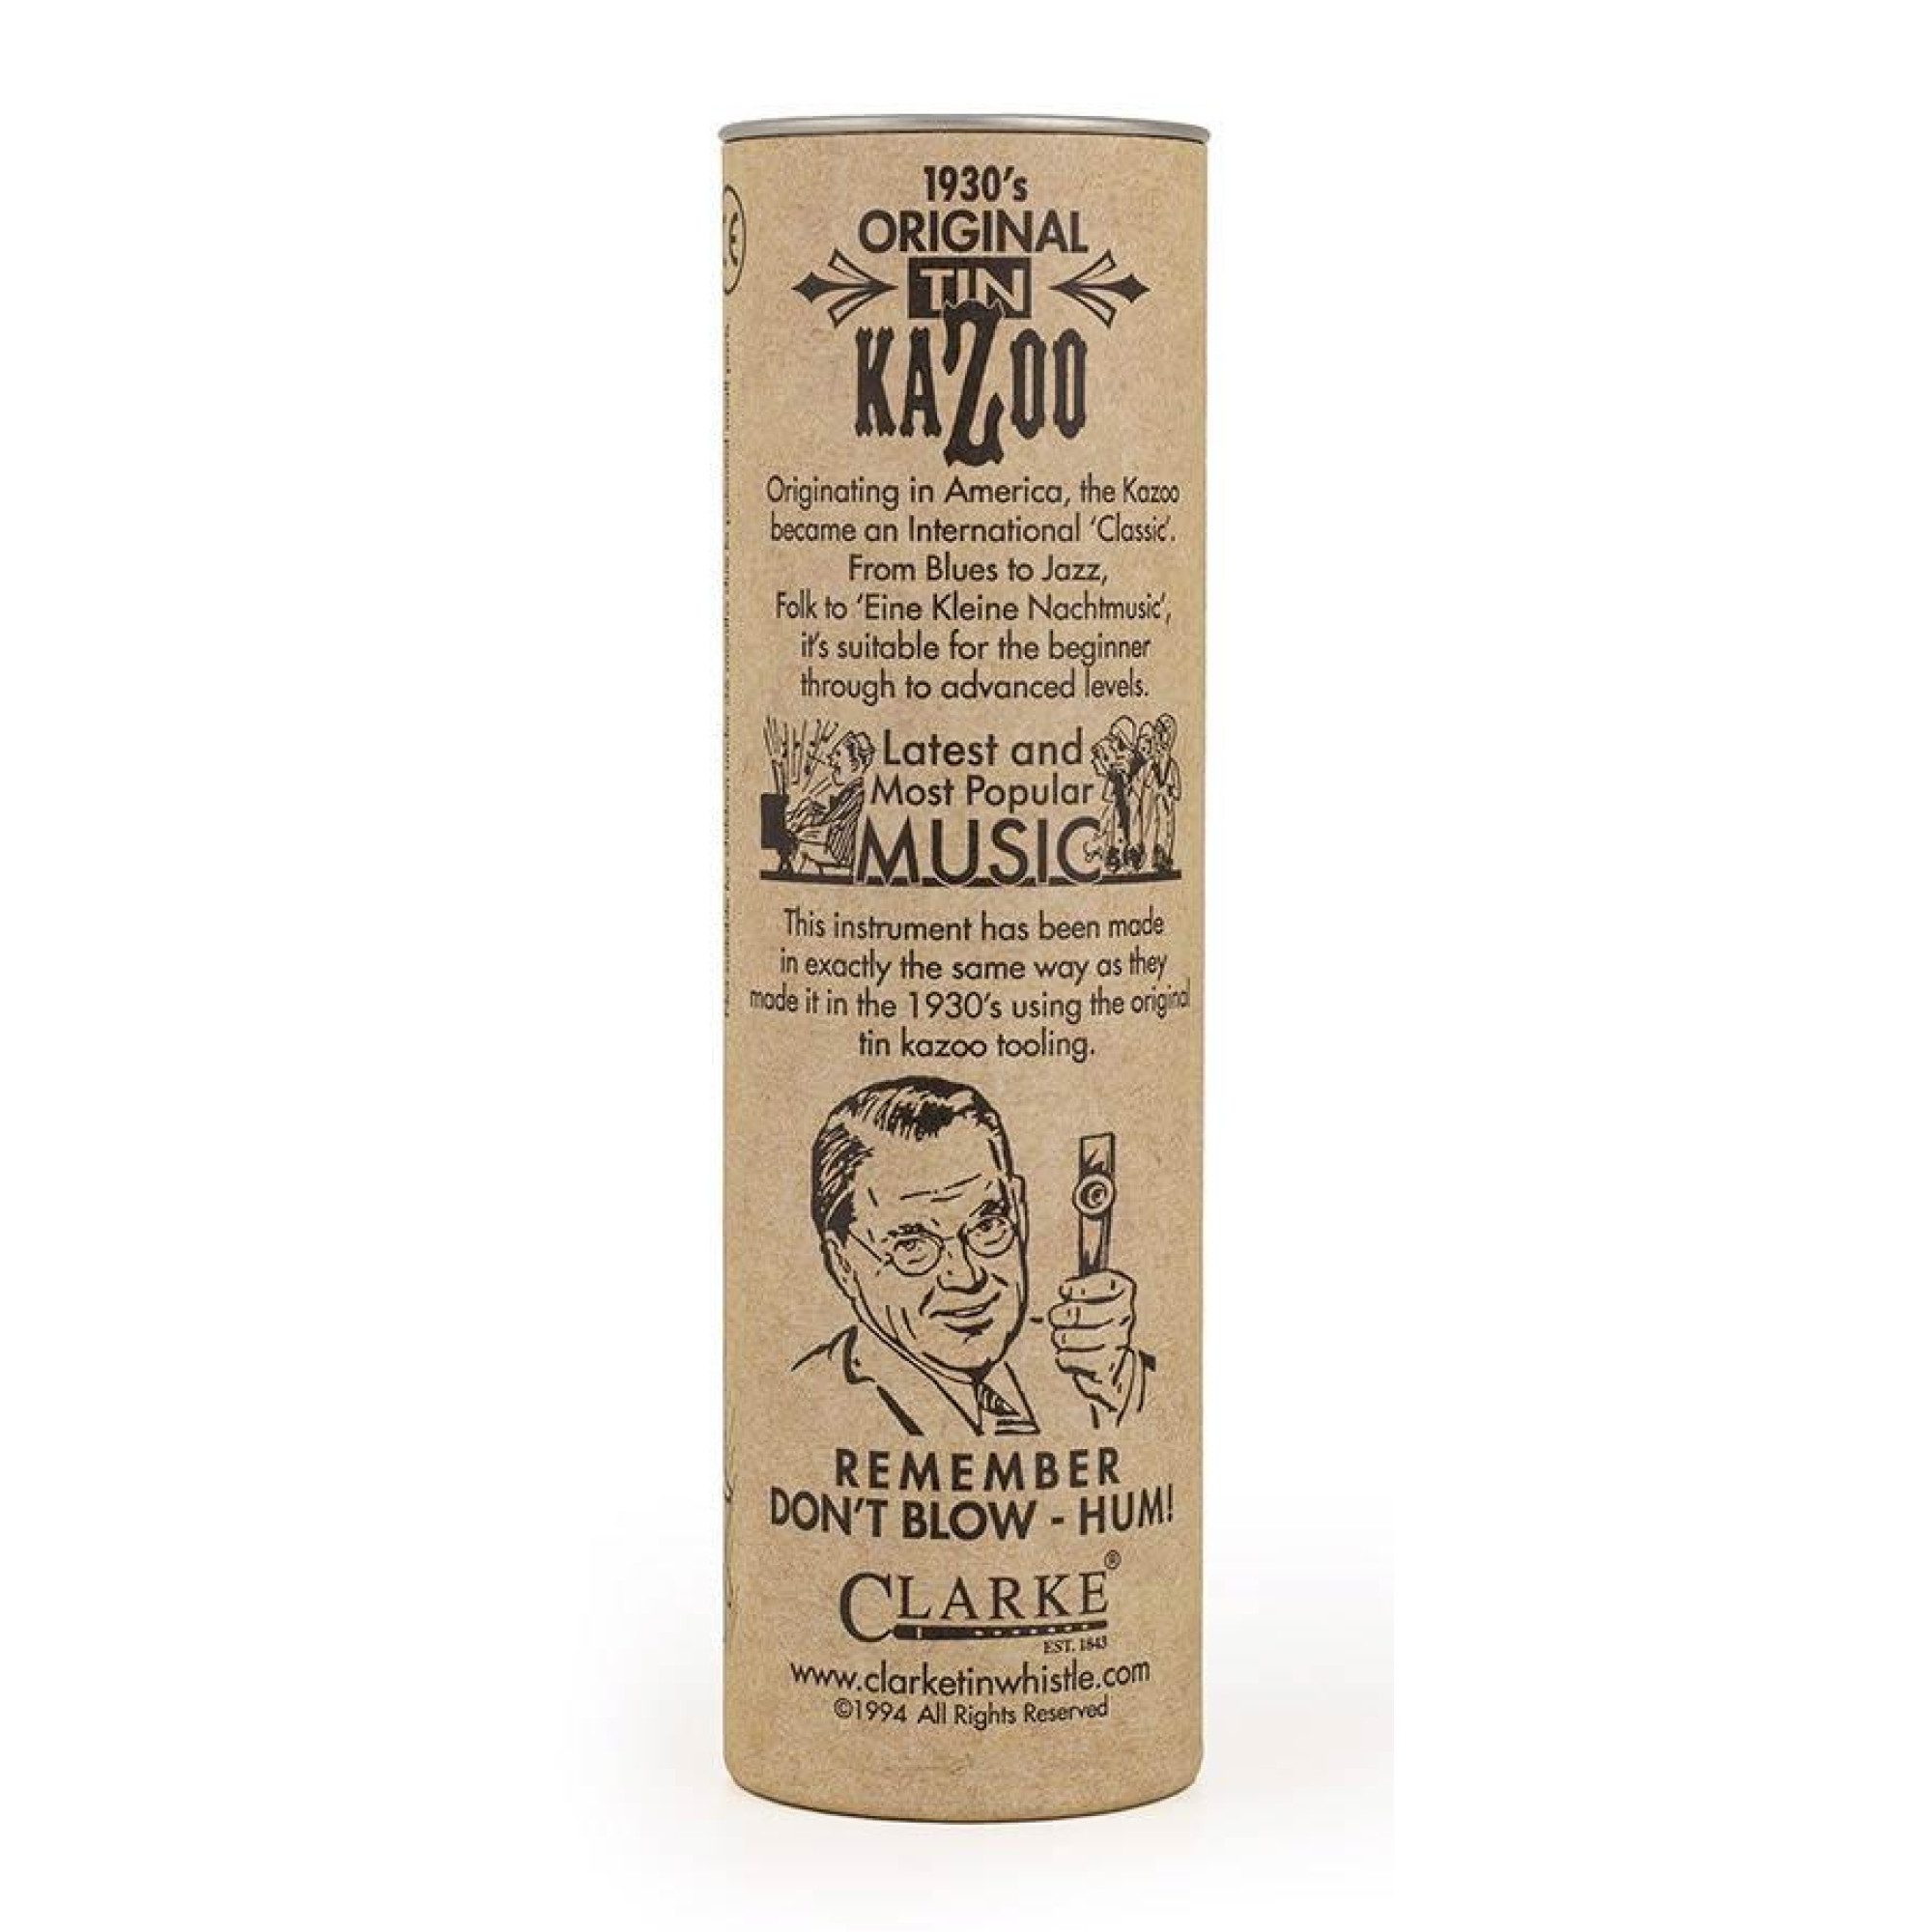 1930's
ORIGINAL
TIN
KAZOO
Originating in America, the Kazoo
became an International 'Classic'.
From Blues to Jazz,
Folk to 'Eine Kleine Nachtmusic',
it's suitable for the beginner
through to advanced levels.
Latest and
Most Popular
MUSIC
This instrument has been made
in exactly the same way as they
made it in the 1930's using the original
tin kazoo tooling.
REMEMBER
DON'T BLOW - HUM!
CLARKE®
EST. 1843
www.clarketinwhistle.com
©1994 All Rights Reserved